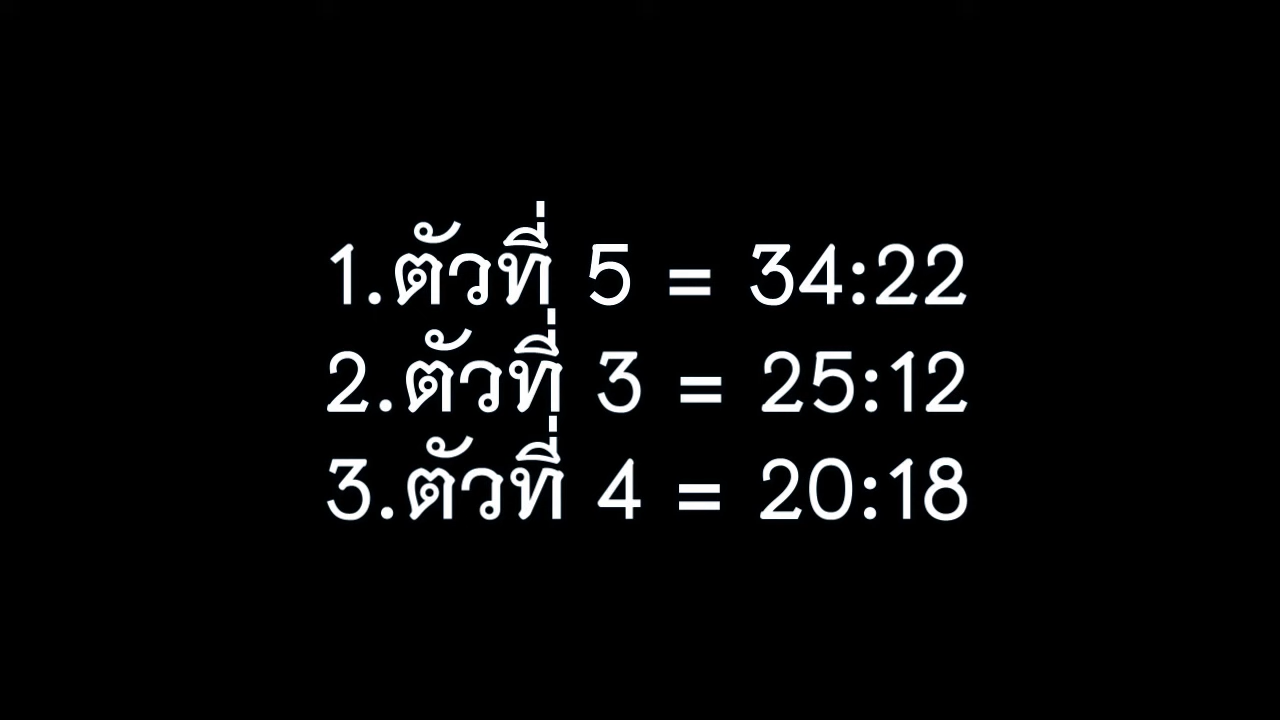 1.ตัวที่ 5 = 34:22
2.ตัวที่ 3 = 25:12
3.ตัวที่ 4 = 20:18